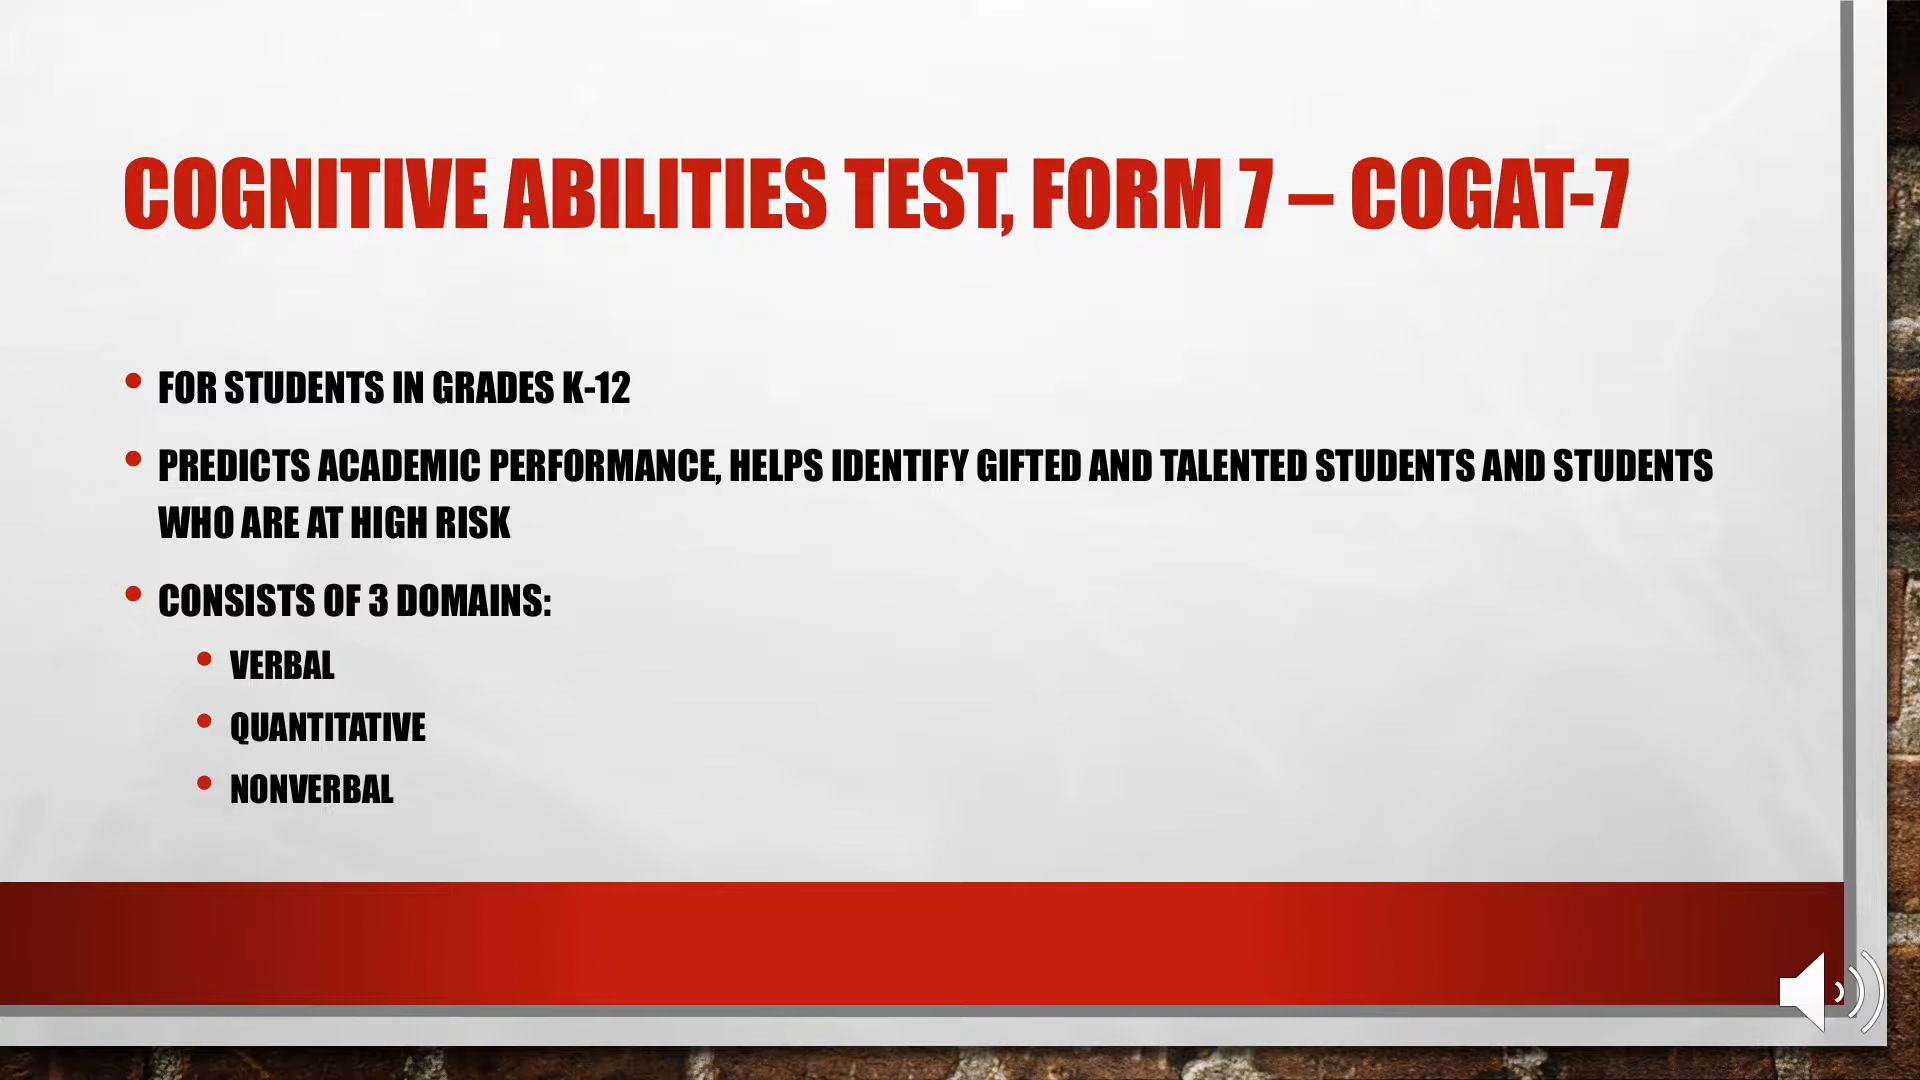 COGNITIVE ABILITIES TEST, FORM 7 – COGAT-7
• FOR STUDENTS IN GRADES K-12
• PREDICTS ACADEMIC PERFORMANCE, HELPS IDENTIFY GIFTED AND TALENTED STUDENTS AND STUDENTS
WHO ARE AT HIGH RISK
• CONSISTS OF 3 DOMAINS:
• VERBAL
• QUANTITATIVE
• NONVERBAL